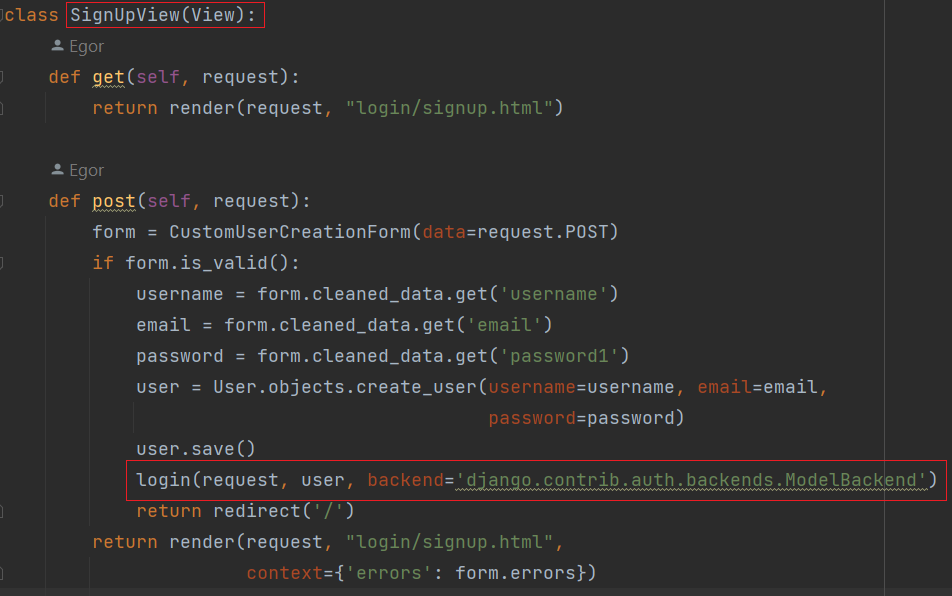 class SignUpView(View):
Egor
def get(self, request):
return render(request, "login/signup.html")
Egor
def post(self, request):
form = CustomUserCreationForm(data=request.POST)
if form.is_valid():
username = form.cleaned_data.get('username')
email = form.cleaned_data.get('email')
password = form.cleaned_data.get('password1')
user = User.objects.create_user(username=username, email=email,
password=password)
user.save()
login(request, user, backend='django.contrib.auth.backends.ModelBackend')
return redirect('/')
return render(request, "login/signup.html",
context={'errors': form.errors})